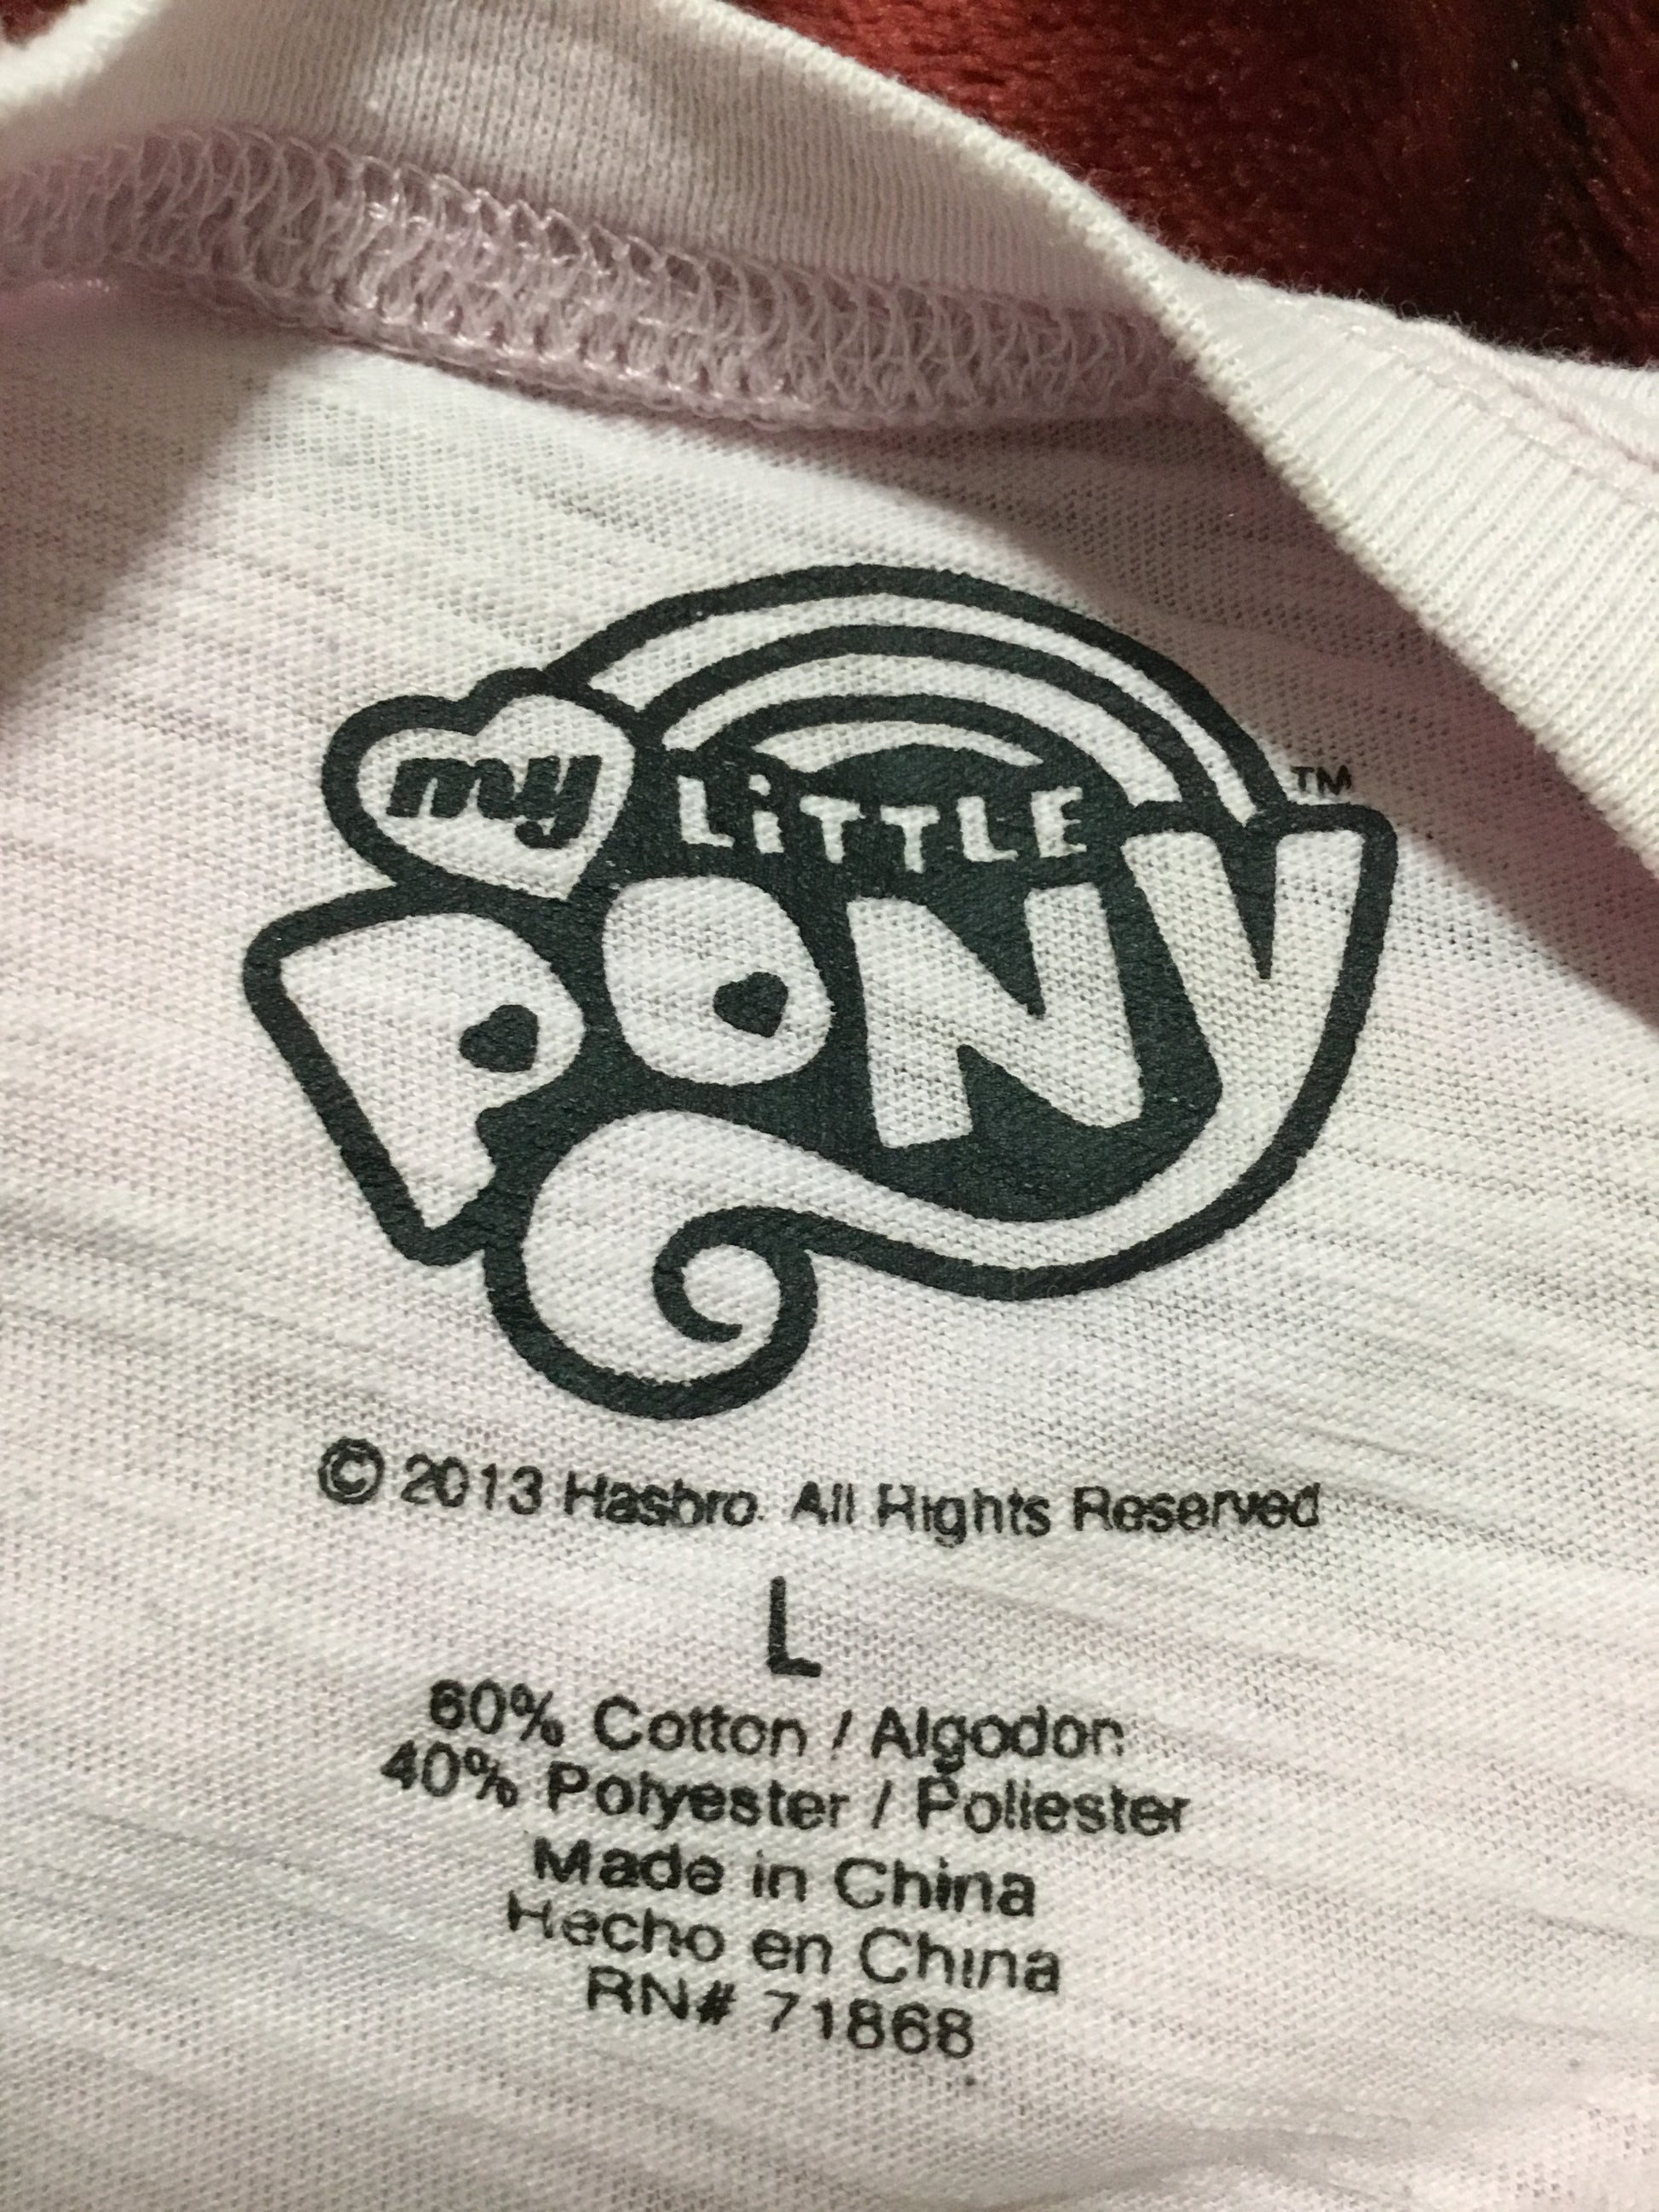 my LiTTLE ™
PONY
© 2013 Hasbro. All Rights Reserved
L
60% Cotton / Algodon
40% Polyester / Poliester
Made in China
Hecho en China
RN# 71868